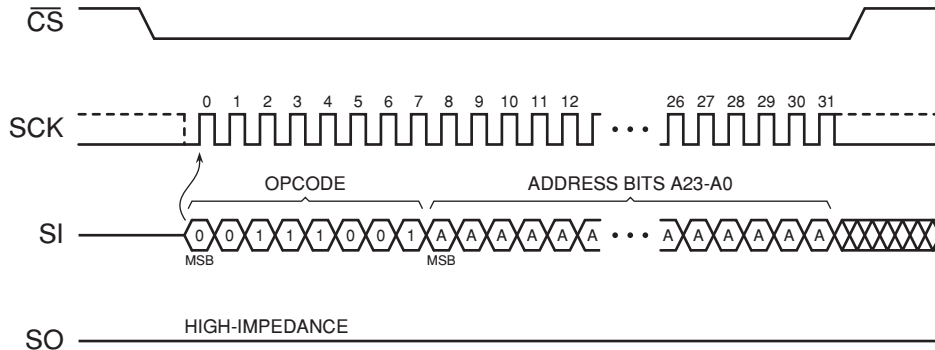 CS
0 1 2 3 4 5 6 7 8 9 10 11 12 26 27 28 29 30 31
SCK
OPCODE ADDRESS BITS A23-A0
SI 0 0 1 1 1 0 0 1 A A A A A A A A A A A A
MSB MSB
HIGH-IMPEDANCE
SO